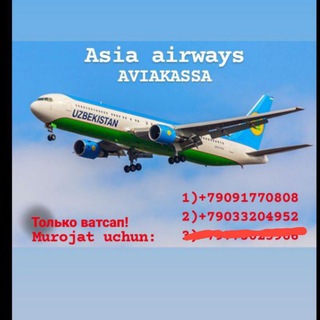 Asia airways
AVIAKASSA
UZBEKISTAN
1)+79091770808
2)+79033204952
Только ватсап!
Murojat uchun: